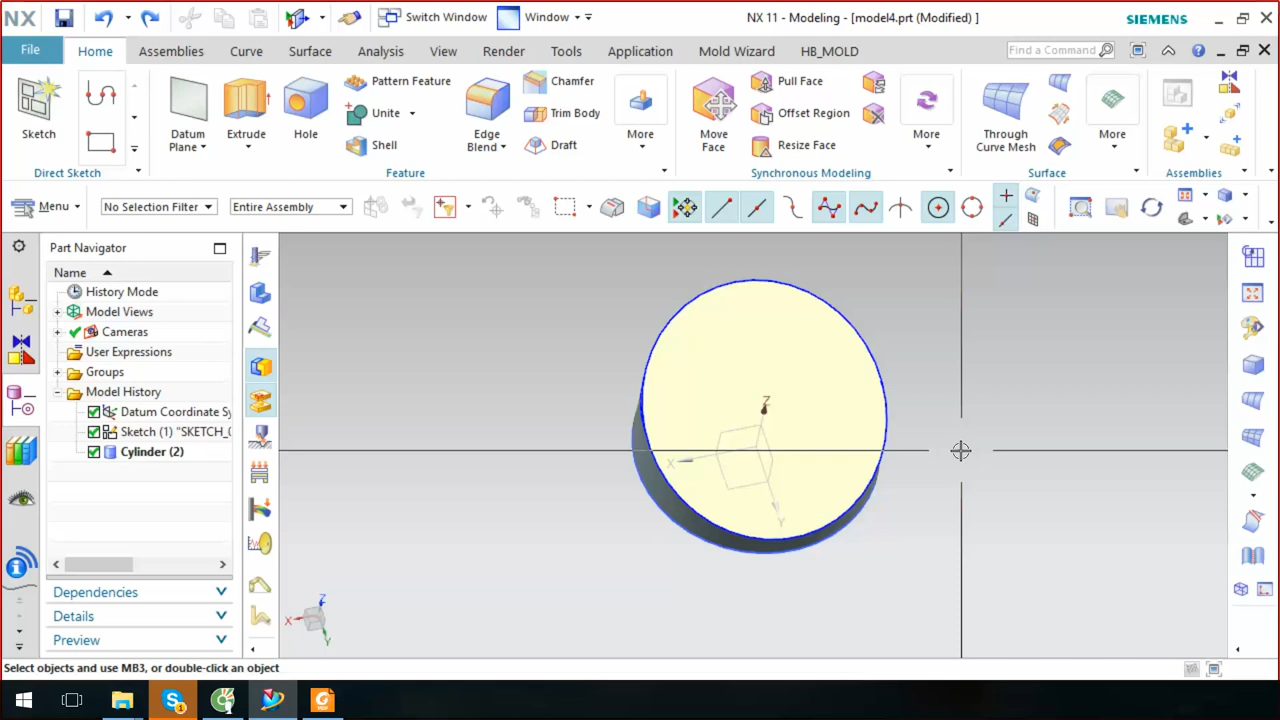 NX
Switch Window
Window
NX 11 - Modeling - [model4.prt (Modified) ]
SIEMENS
File
Home
Assemblies
Curve
Surface
Analysis
View
Render
Tools
Application
Mold Wizard
HB_MOLD
Find a Command
Sketch
Datum Plane
Extrude
Hole
Pattern Feature
Unite
Shell
Edge Blend
Chamfer
Trim Body
Draft
More
Move Face
Pull Face
Offset Region
Resize Face
More
Through Curve Mesh
More
Direct Sketch
Feature
Synchronous Modeling
Surface
Assemblies
Menu
No Selection Filter
Entire Assembly
Part Navigator
Name
History Mode
Model Views
Cameras
User Expressions
Groups
Model History
Datum Coordinate Sy
Sketch (1) "SKETCH_0
Cylinder (2)
Dependencies
Details
Preview
Z
X
Y
Z
X
Y
Select objects and use MB3, or double-click an object